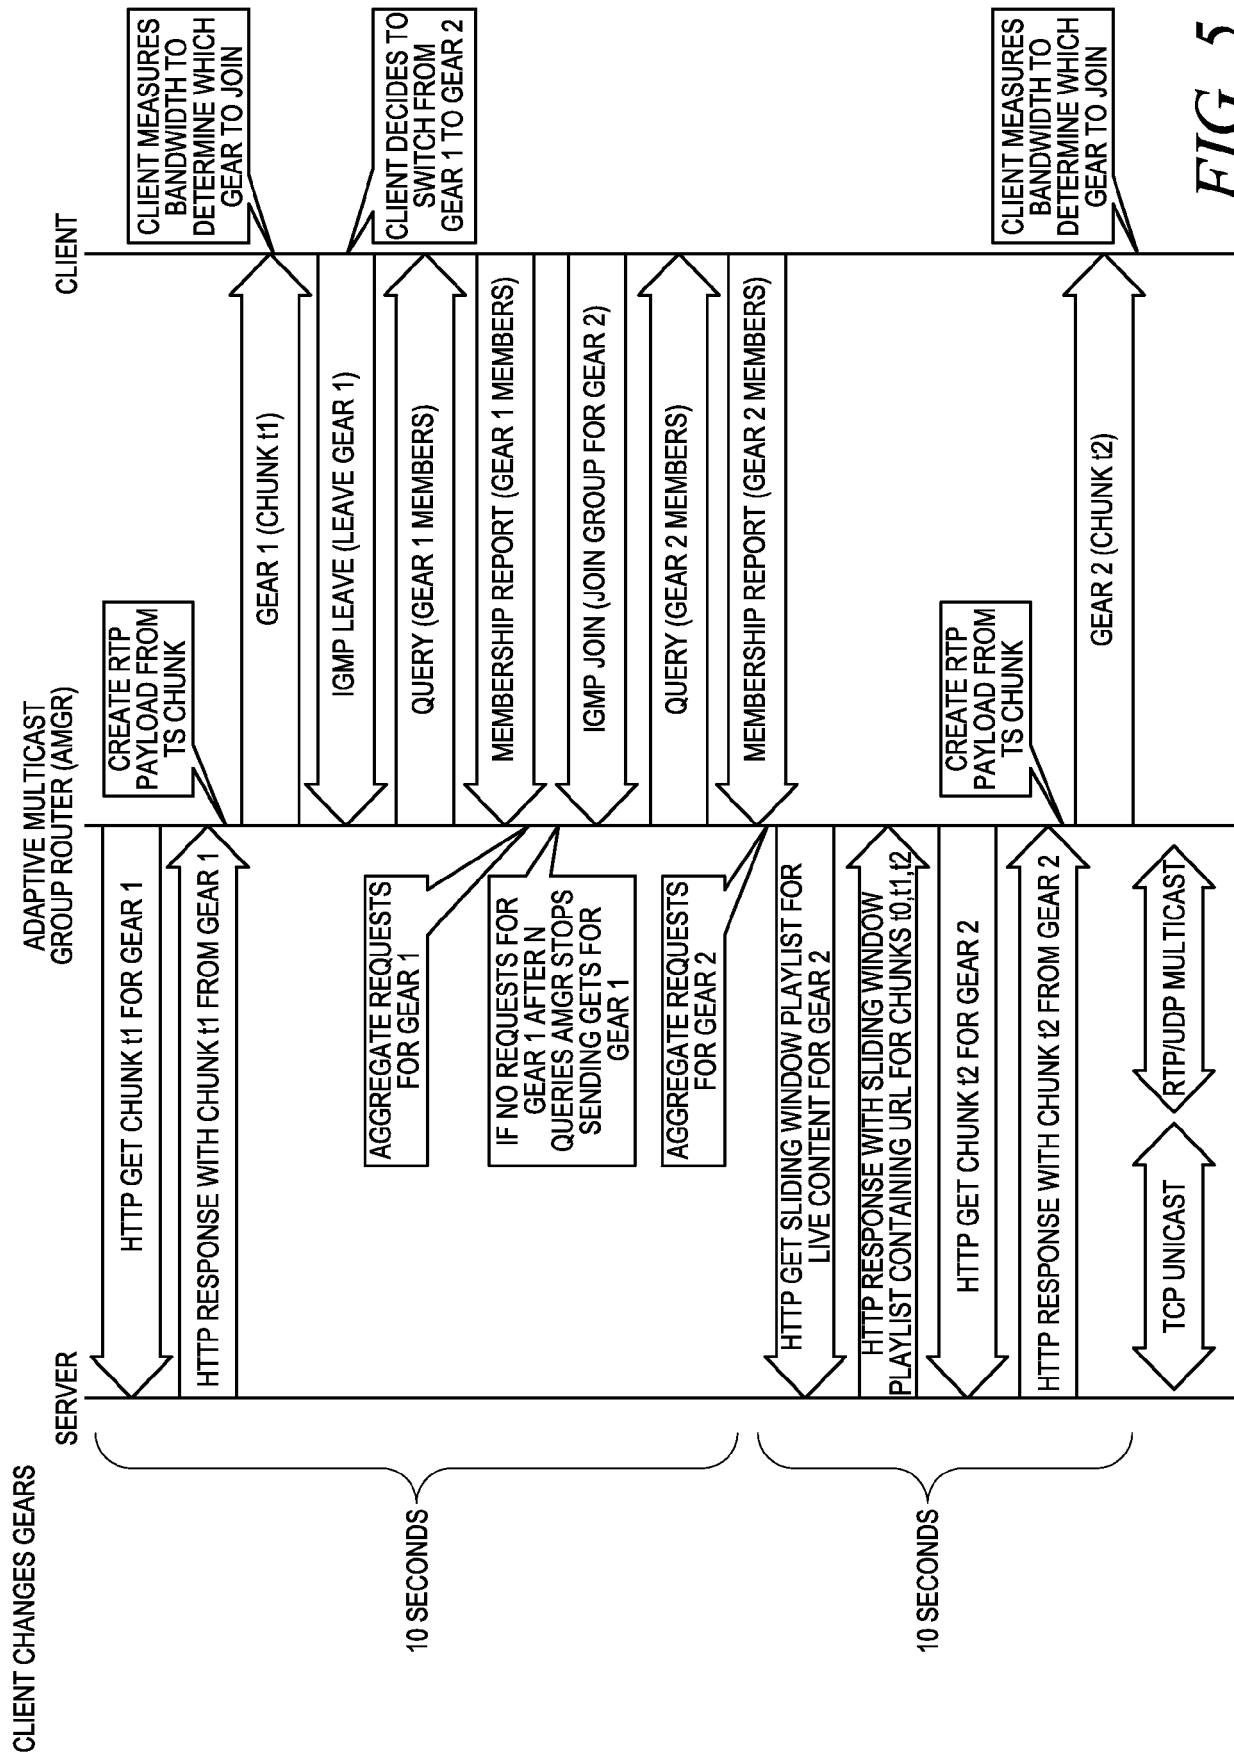 CLIENT CHANGES GEARS
SERVER
ADAPTIVE MULTICAST
GROUP ROUTER (AMGR)
CLIENT
HTTP GET CHUNK t1 FOR GEAR 1
HTTP RESPONSE WITH CHUNK t1 FROM GEAR 1
CREATE RTP
PAYLOAD FROM
TS CHUNK
GEAR 1 (CHUNK t1)
CLIENT MEASURES
BANDWIDTH TO
DETERMINE WHICH
GEAR TO JOIN
IGMP LEAVE (LEAVE GEAR 1)
CLIENT DECIDES TO
SWITCH FROM
GEAR 1 TO GEAR 2
QUERY (GEAR 1 MEMBERS)
MEMBERSHIP REPORT (GEAR 1 MEMBERS)
AGGREGATE REQUESTS
FOR GEAR 1
IF NO REQUESTS FOR
GEAR 1 AFTER N
QUERIES AMGR STOPS
SENDING GETS FOR
GEAR 1
IGMP JOIN (JOIN GROUP FOR GEAR 2)
QUERY (GEAR 2 MEMBERS)
MEMBERSHIP REPORT (GEAR 2 MEMBERS)
AGGREGATE REQUESTS
FOR GEAR 2
10 SECONDS
HTTP GET SLIDING WINDOW PLAYLIST FOR
LIVE CONTENT FOR GEAR 2
HTTP RESPONSE WITH SLIDING WINDOW
PLAYLIST CONTAINING URL FOR CHUNKS t0,t1,t2
HTTP GET CHUNK t2 FOR GEAR 2
HTTP RESPONSE WITH CHUNK t2 FROM GEAR 2
CREATE RTP
PAYLOAD FROM
TS CHUNK
GEAR 2 (CHUNK t2)
CLIENT MEASURES
BANDWIDTH TO
DETERMINE WHICH
GEAR TO JOIN
10 SECONDS
TCP UNICAST
RTP/UDP MULTICAST
FIG. 5